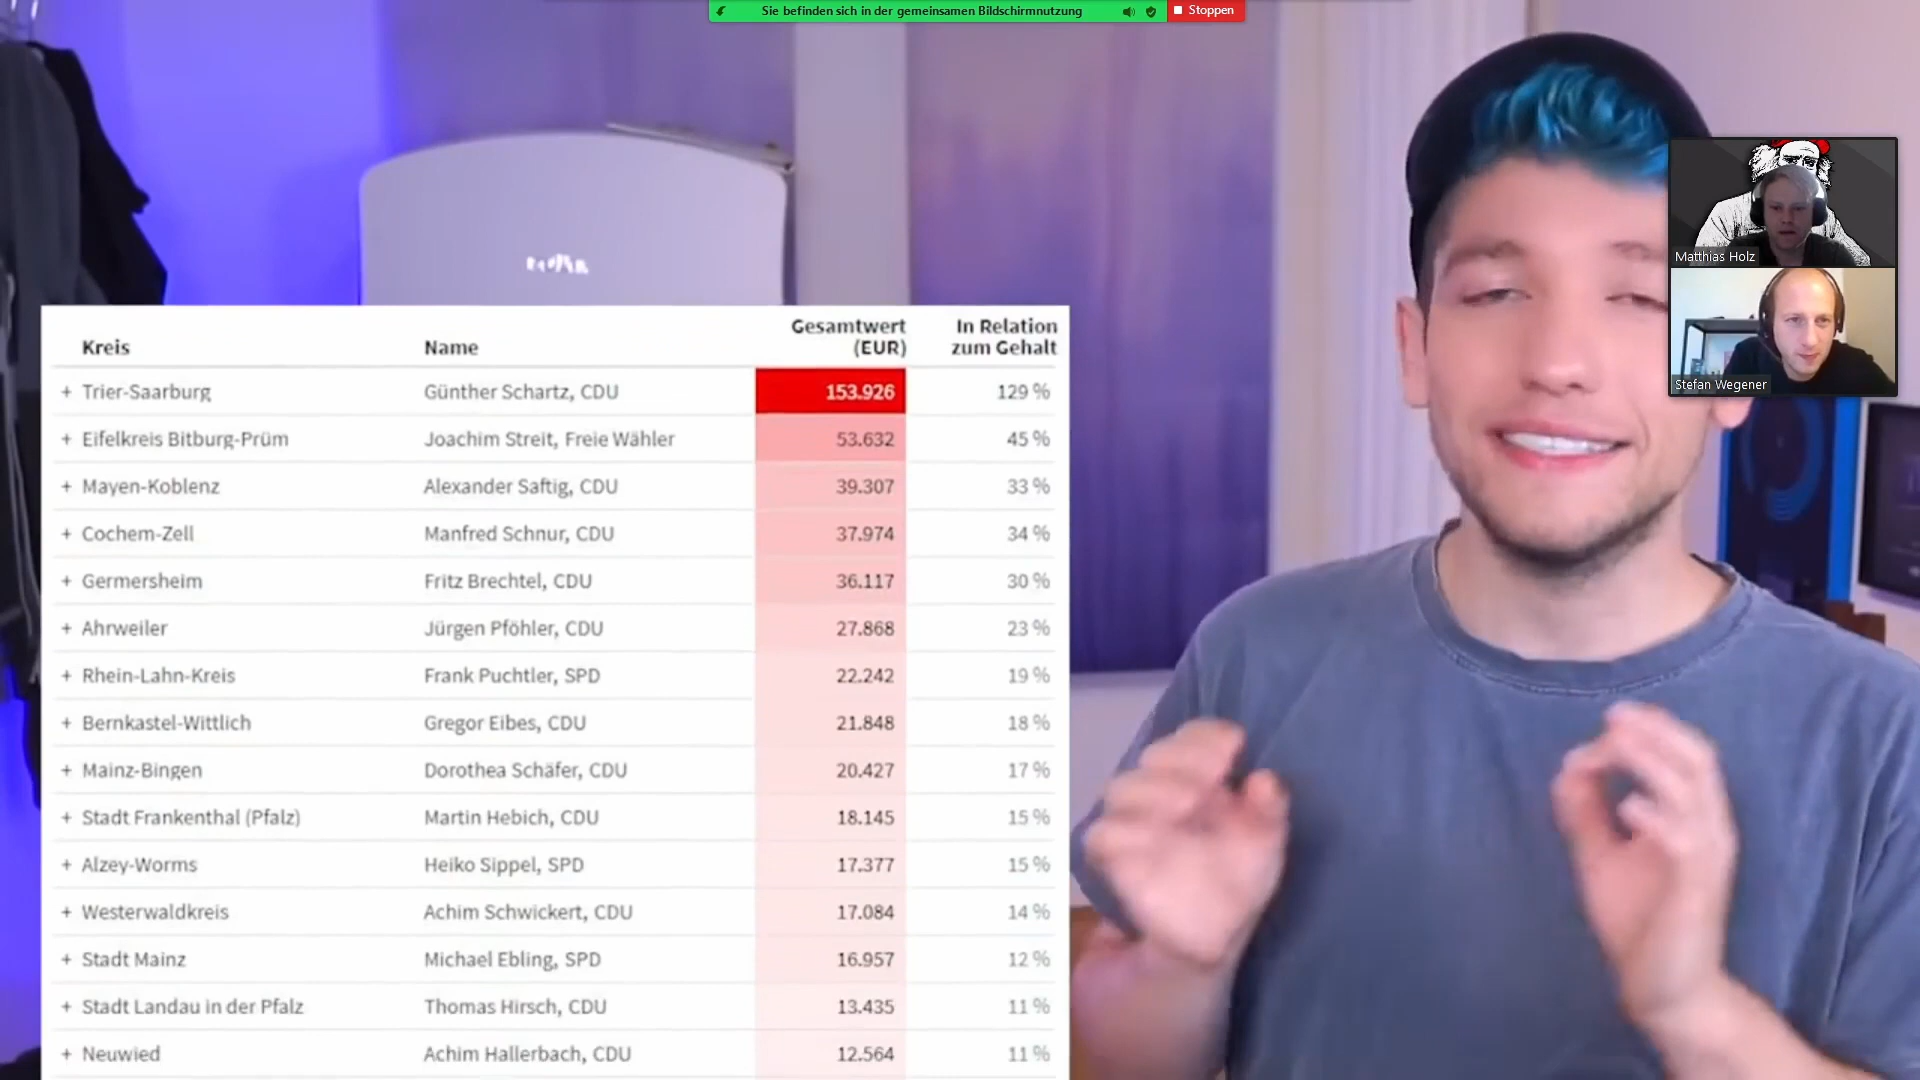 Sie befinden sich in der gemeinsamen Bildschirmnutzung
Stoppen
Matthias Holz
Stefan Wegener
Kreis Name Gesamtwert (EUR) In Relation zum Gehalt
+ Trier-Saarburg Günther Schartz, CDU 153.926 129 %
+ Eifelkreis Bitburg-Prüm Joachim Streit, Freie Wähler 53.632 45 %
+ Mayen-Koblenz Alexander Saftig, CDU 39.307 33 %
+ Cochem-Zell Manfred Schnur, CDU 37.974 34 %
+ Germersheim Fritz Brechtel, CDU 36.117 30 %
+ Ahrweiler Jürgen Pföhler, CDU 27.868 23 %
+ Rhein-Lahn-Kreis Frank Puchtler, SPD 22.242 19 %
+ Bernkastel-Wittlich Gregor Eibes, CDU 21.848 18 %
+ Mainz-Bingen Dorothea Schäfer, CDU 20.427 17 %
+ Stadt Frankenthal (Pfalz) Martin Hebich, CDU 18.145 15 %
+ Alzey-Worms Heiko Sippel, SPD 17.377 15 %
+ Westerwaldkreis Achim Schwickert, CDU 17.084 14 %
+ Stadt Mainz Michael Ebling, SPD 16.957 12 %
+ Stadt Landau in der Pfalz Thomas Hirsch, CDU 13.435 11 %
+ Neuwied Achim Hallerbach, CDU 12.564 11 %